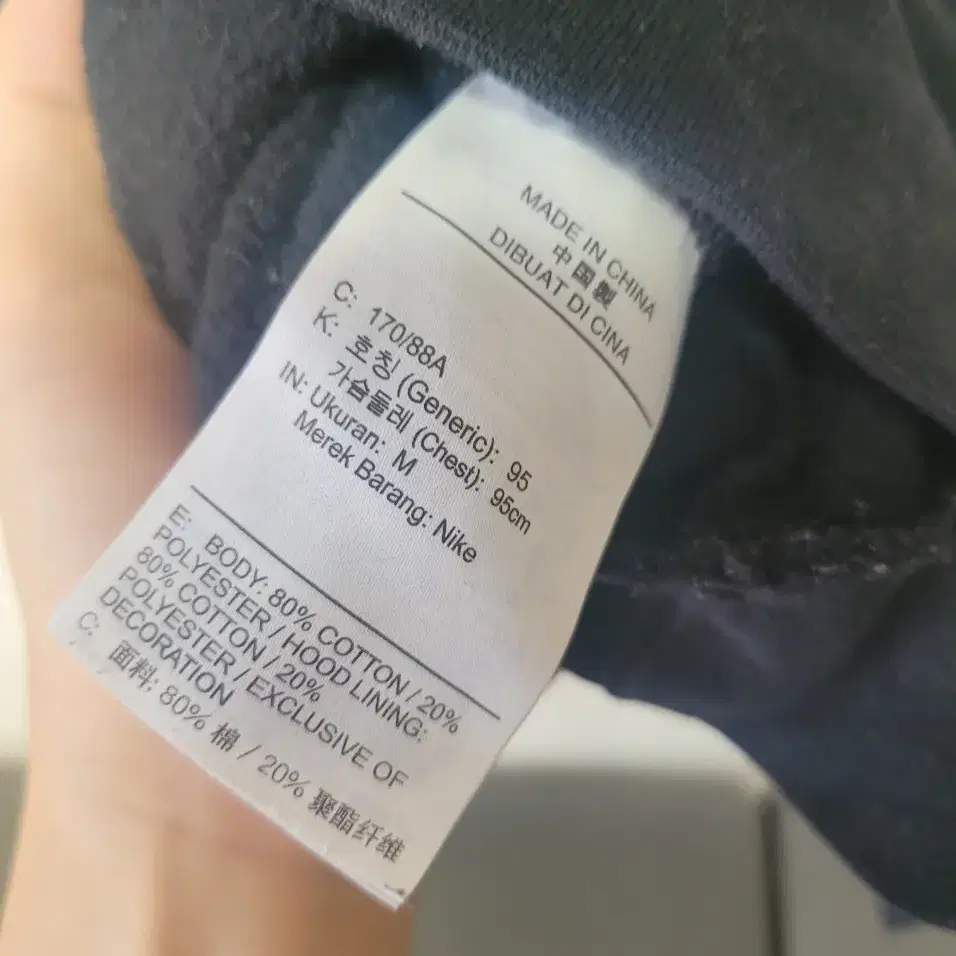 MADE IN CHINA
中国製
DIBUAT DI CINA
C: 170/88A
K: 호칭 (Generic): 95
가슴둘레 (Chest): 95cm
IN: Ukuran: M
Merek Barang: Nike
E: BODY: 80% COTTON / 20%
POLYESTER / HOOD LINING:
80% COTTON / 20%
POLYESTER / EXCLUSIVE OF
DECORATION
C: 面料: 80% 棉 / 20% 聚酯纤维